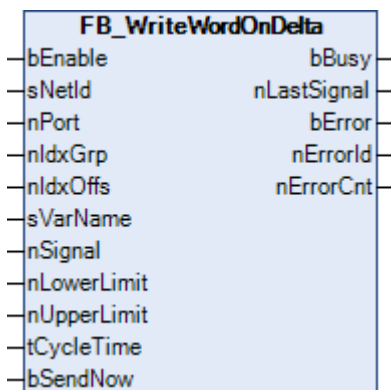 FB_WriteWordOnDelta
bEnable bBusy
sNetId nLastSignal
nPort bError
nIdxGrp nErrorId
nIdxOffs nErrorCnt
sVarName
nSignal
nLowerLimit
nUpperLimit
tCycleTime
bSendNow